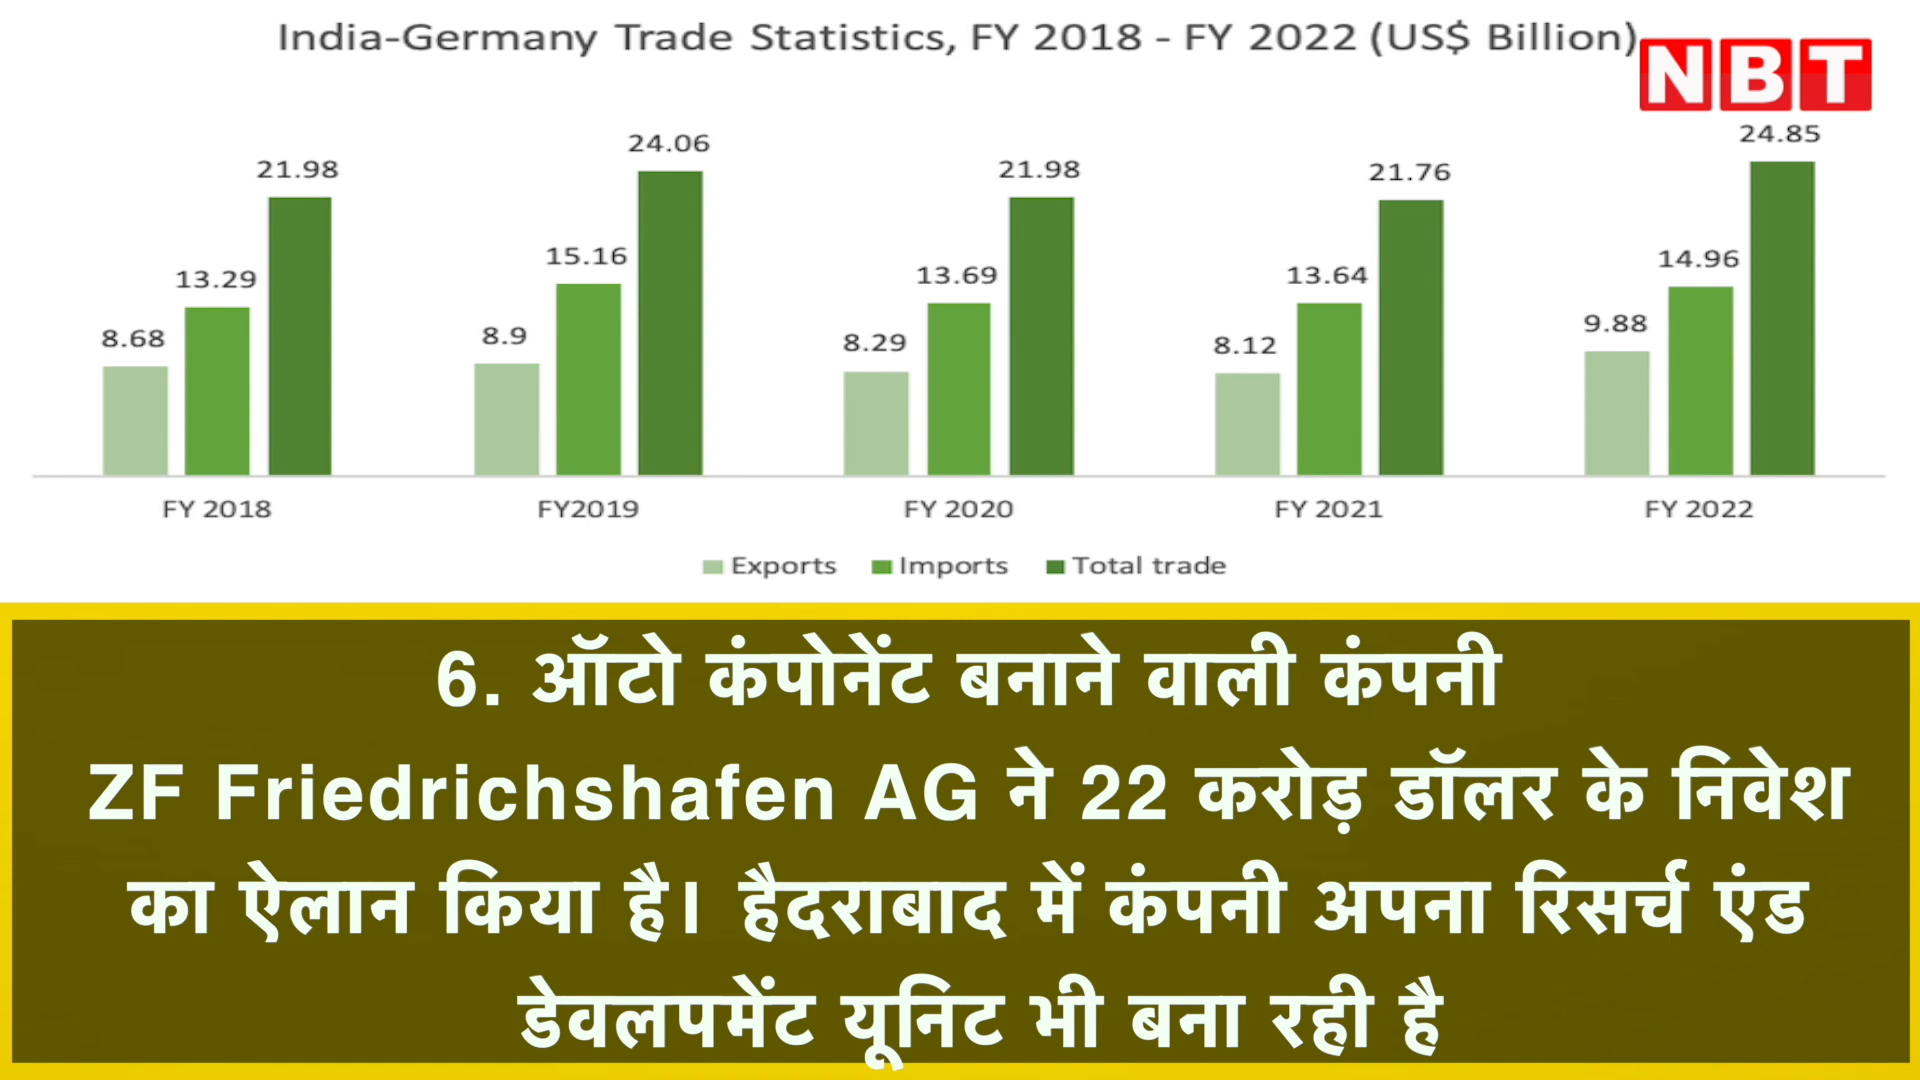 India-Germany Trade Statistics, FY 2018 - FY 2022 (US$ Billion)
NBT
21.98 24.06 21.98 21.76 24.85
13.29 15.16 13.69 13.64 14.96
8.68 8.9 8.29 8.12 9.88
FY 2018 FY2019 FY 2020 FY 2021 FY 2022
Exports Imports Total trade
6. ऑटो कंपोनेंट बनाने वाली कंपनी
ZF Friedrichshafen AG ने 22 करोड़ डॉलर के निवेश
का ऐलान किया है। हैदराबाद में कंपनी अपना रिसर्च एंड
डेवलपमेंट यूनिट भी बना रही है